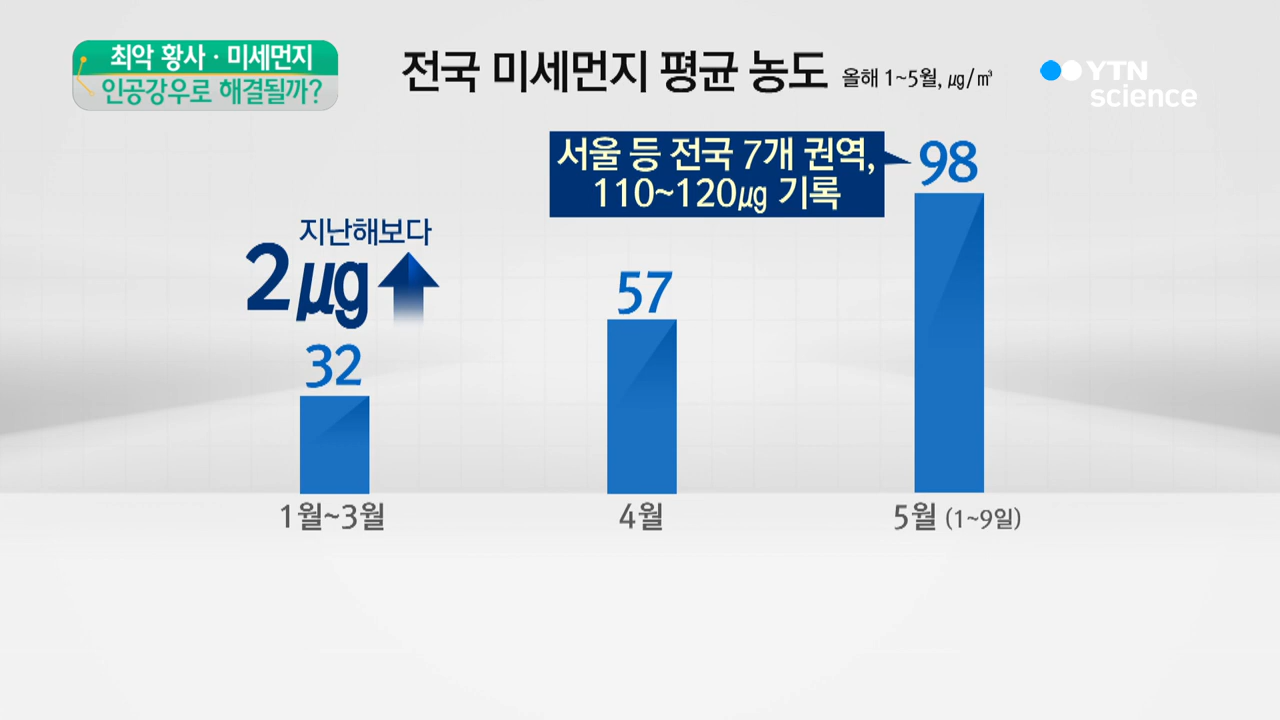 최악 황사·미세먼지
인공강우로 해결될까?
전국 미세먼지 평균 농도 올해 1~5월, ㎍/㎥
YTN
science
서울 등 전국 7개 권역,
110~120㎍ 기록
98
지난해보다
2㎍
57
32
1월~3월
4월
5월 (1~9일)